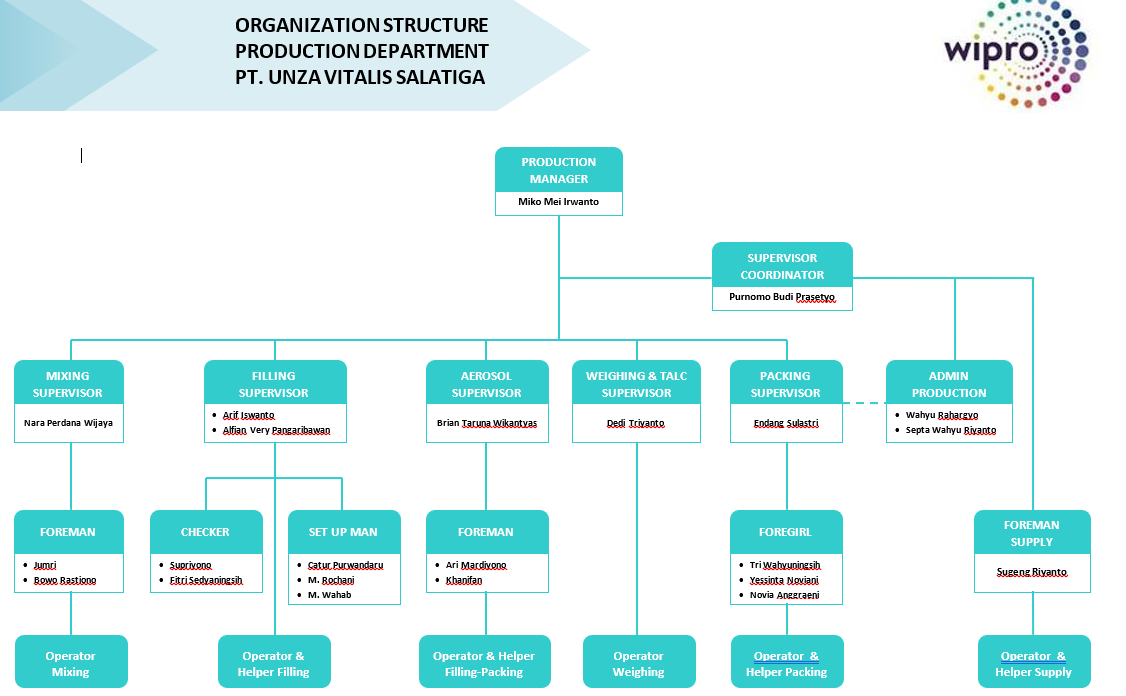 ORGANIZATION STRUCTURE
PRODUCTION DEPARTMENT
PT. UNZA VITALIS SALATIGA
wipro
PRODUCTION
MANAGER
Miko Mei Irwanto
SUPERVISOR
COORDINATOR
Purnomo Budi Prasetyo
MIXING
SUPERVISOR
Nara Perdana Wijaya
FILLING
SUPERVISOR
• Arif Iswanto
• Alfian Very Pangaribawan
AEROSOL
SUPERVISOR
Brian Taruna Wikantyas
WEIGHING & TALC
SUPERVISOR
Dedi Triyanto
PACKING
SUPERVISOR
Endang Sulastri
ADMIN
PRODUCTION
• Wahyu Rahargyo
• Septa Wahyu Riyanto
FOREMAN
• Jumri
• Bowo Rastiono
CHECKER
• Supriyono
• Fitri Sedyaningsih
SET UP MAN
• Catur Purwandaru
• M. Rochani
• M. Wahab
FOREMAN
• Ari Mardiyono
• Khanifan
FOREGIRL
• Tri Wahyuningsih
• Yessinta Noviani
• Novia Anggraeni
FOREMAN
SUPPLY
Sugeng Riyanto
Operator
Mixing
Operator &
Helper Filling
Operator & Helper
Filling-Packing
Operator
Weighing
Operator &
Helper Packing
Operator &
Helper Supply